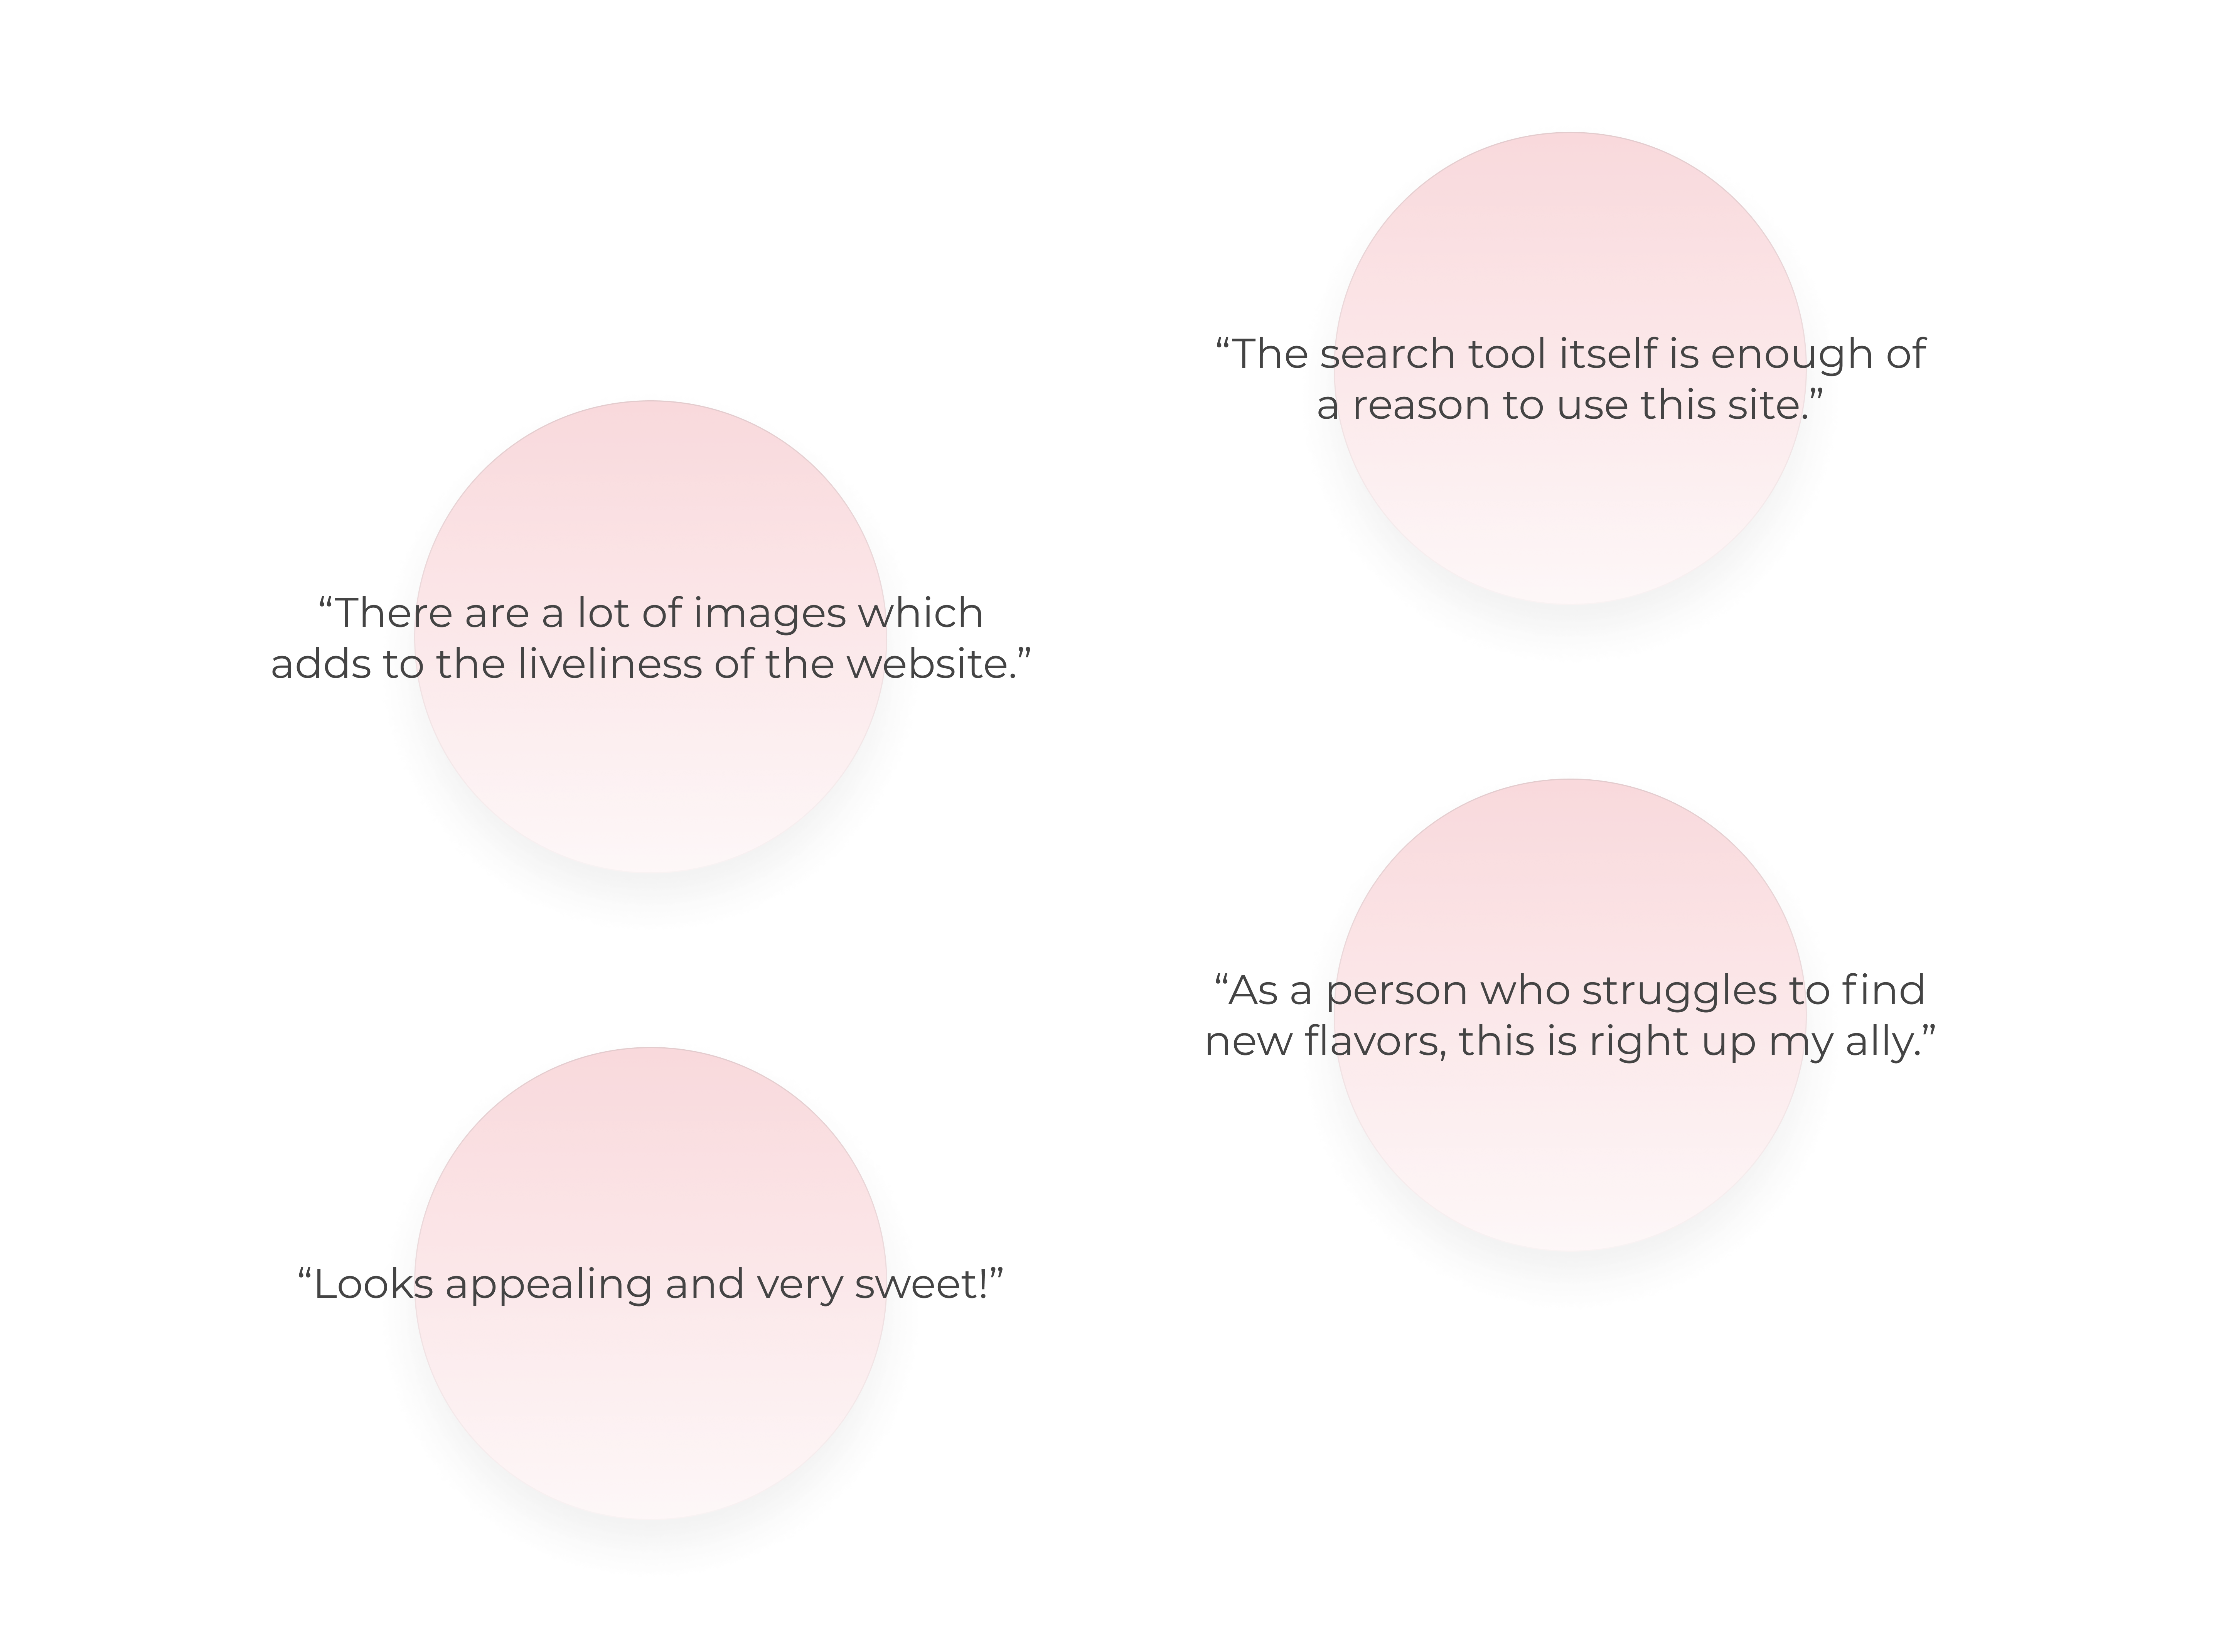 “The search tool itself is enough of
a reason to use this site.”
“There are a lot of images which
adds to the liveliness of the website.”
“As a person who struggles to find
new flavors, this is right up my ally.”
“Looks appealing and very sweet!”